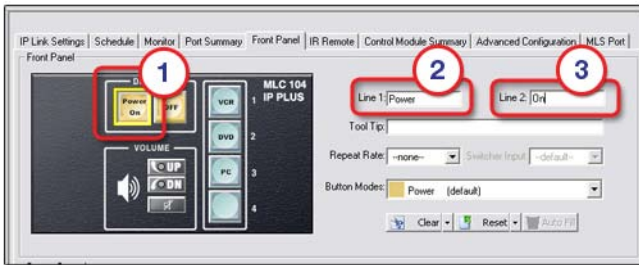 IP Link Settings Schedule Monitor Port Summary Front Panel IR Remote Control Module Summary Advanced Configuration MLS Port
Front Panel
1
2
3
MLC 104
IP PLUS
Power
On
OFF
VCR 1
DVD 2
PC 3
4
VOLUME
UP
DN
Line 1: Power
Line 2: On
Tool Tip:
Repeat Rate: --none--
Switcher Input --default--
Button Modes: Power (default)
Clear
Reset
Auto Fill